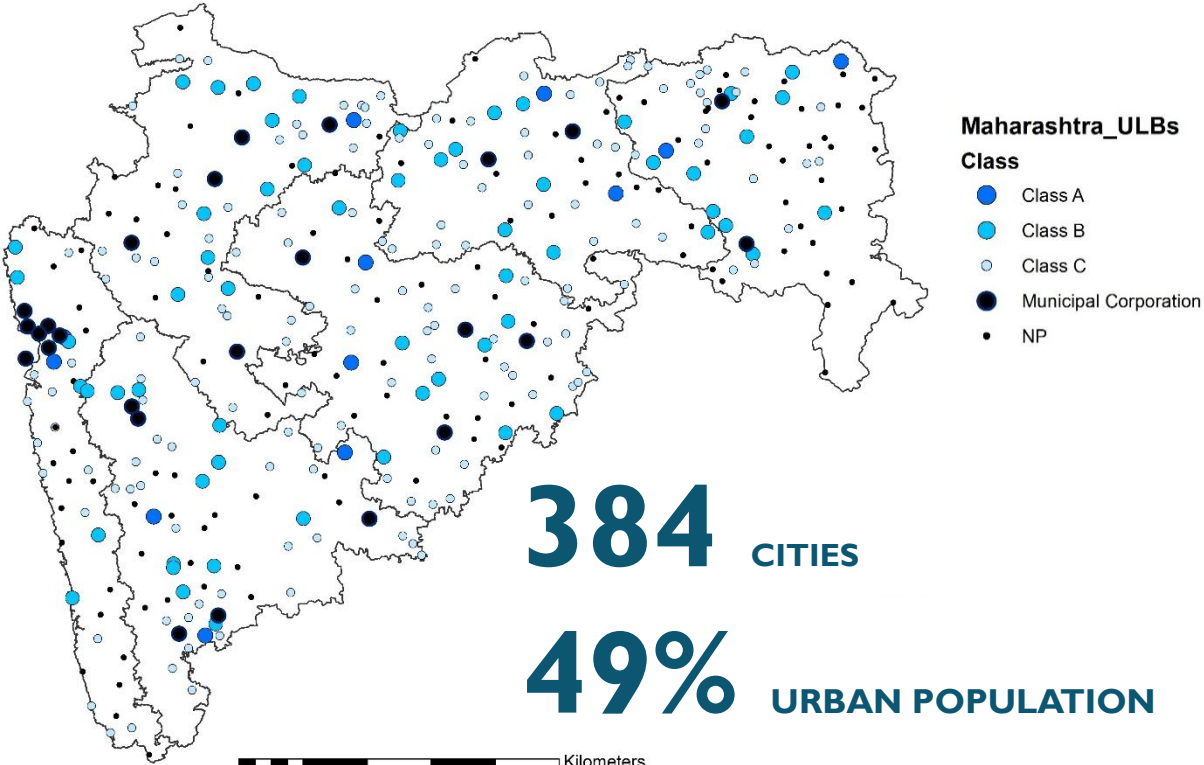 Maharashtra_ULBs
Class
Class A
Class B
Class C
Municipal Corporation
NP
384 CITIES
49% URBAN POPULATION
Kilometers